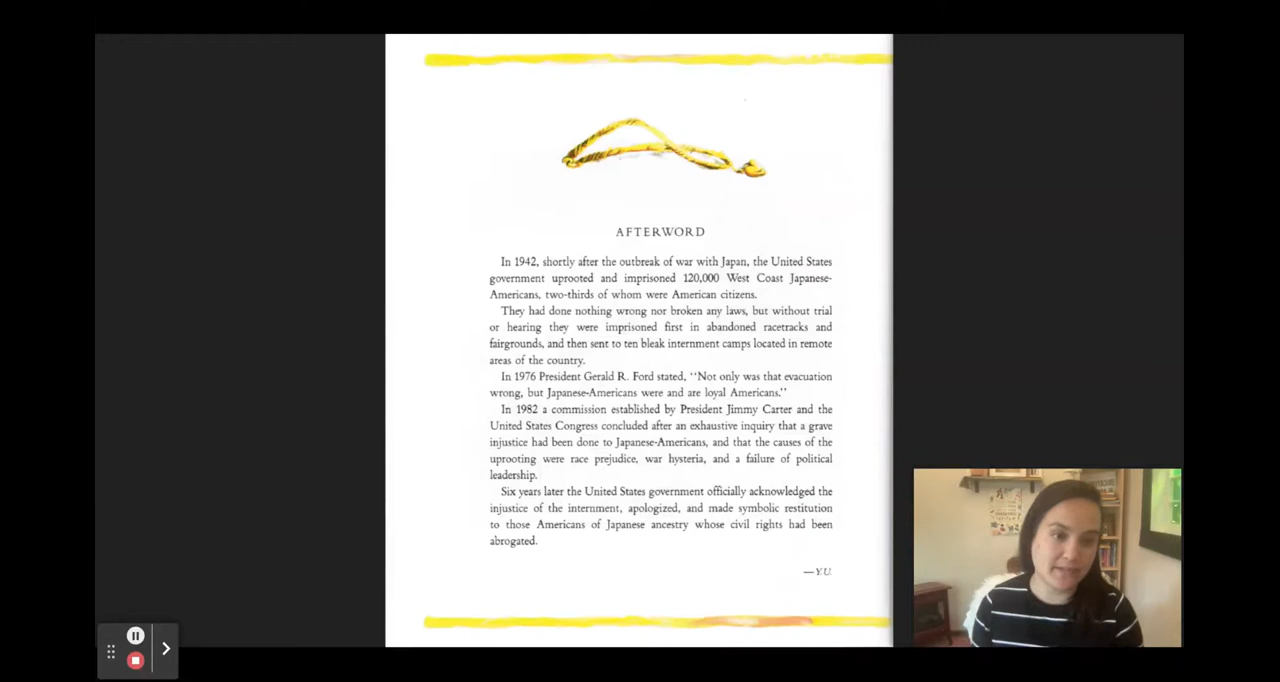 AFTERWORD
In 1942, shortly after the outbreak of war with Japan, the United States
government uprooted and imprisoned 120,000 West Coast Japanese-
Americans, two-thirds of whom were American citizens.
They had done nothing wrong nor broken any laws, but without trial
or hearing they were imprisoned first in abandoned racetracks and
fairgrounds, and then sent to ten bleak internment camps located in remote
areas of the country.
In 1976 President Gerald R. Ford stated, “Not only was that evacuation
wrong, but Japanese-Americans were and are loyal Americans.”
In 1982 a commission established by President Jimmy Carter and the
United States Congress concluded after an exhaustive inquiry that a grave
injustice had been done to Japanese-Americans, and that the causes of the
uprooting were race prejudice, war hysteria, and a failure of political
leadership.
Six years later the United States government officially acknowledged the
injustice of the internment, apologized, and made symbolic restitution
to those Americans of Japanese ancestry whose civil rights had been
abrogated.
—Y.U.